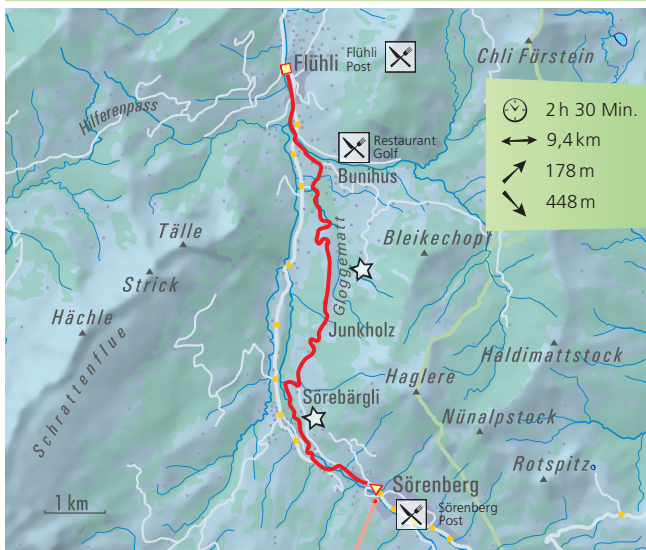 Flühli
Flühli
Post
Chli Fürstein
Hilferenpass
2 h 30 Min.
9,4 km
178 m
448 m
Restaurant
Golf
Bunihus
Tälle
Gloggematt
Bleikechopf
Strick
Hächle
Schrattenflue
Junkholz
Haldimattstock
Haglere
Sörebärgli
Nünalpstock
Rotspitz
Sörenberg
Sörenberg
Post
1 km